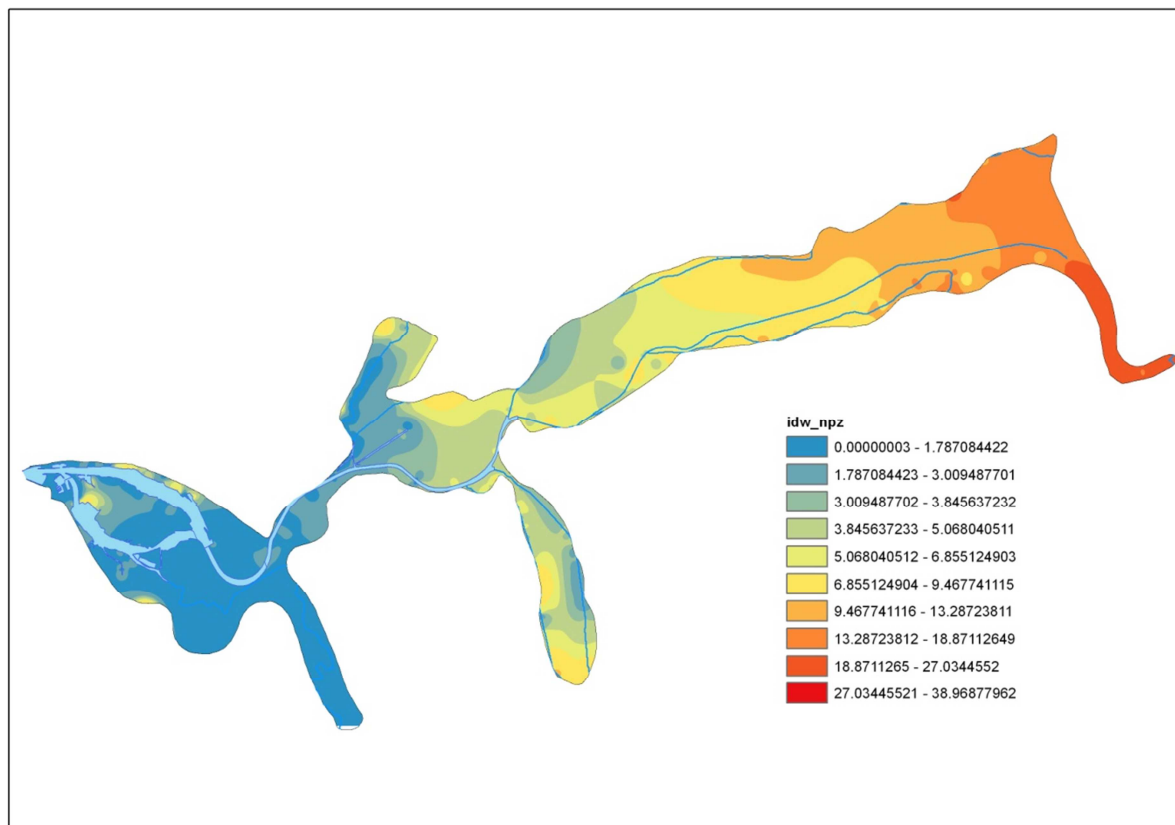 idw_npz
0.00000003 - 1.787084422
1.787084423 - 3.009487701
3.009487702 - 3.845637232
3.845637233 - 5.068040511
5.068040512 - 6.855124903
6.855124904 - 9.467741115
9.467741116 - 13.28723811
13.28723812 - 18.87112649
18.8711265 - 27.0344552
27.03445521 - 38.96877962